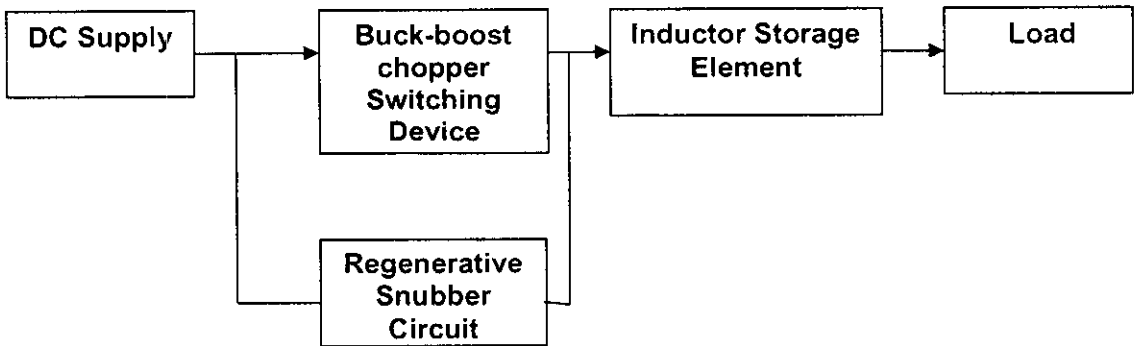 DC Supply
Buck-boost
chopper
Switching
Device
Inductor Storage
Element
Load
Regenerative
Snubber
Circuit